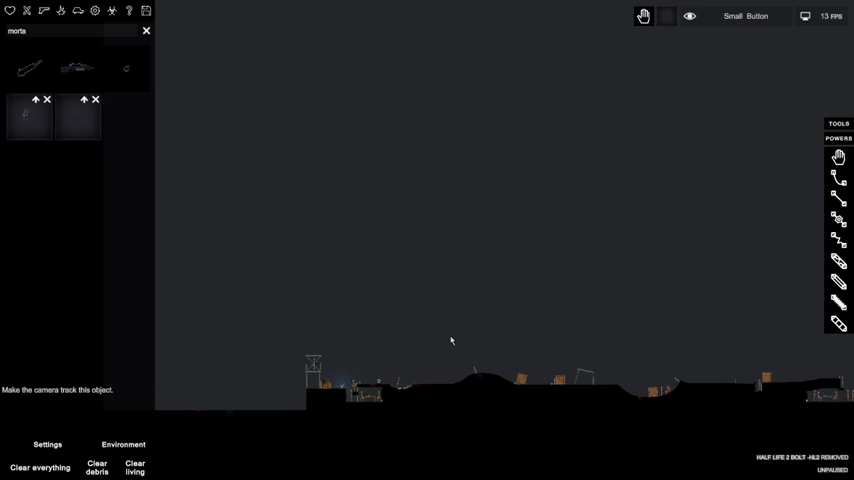 morta
Small Button
13 FPS
TOOLS
POWERS
Make the camera track this object.
Settings
Environment
Clear everything
Clear debris
Clear living
HALF LIFE 2 BOLT -HL2 REMOVED
UNPAUSED